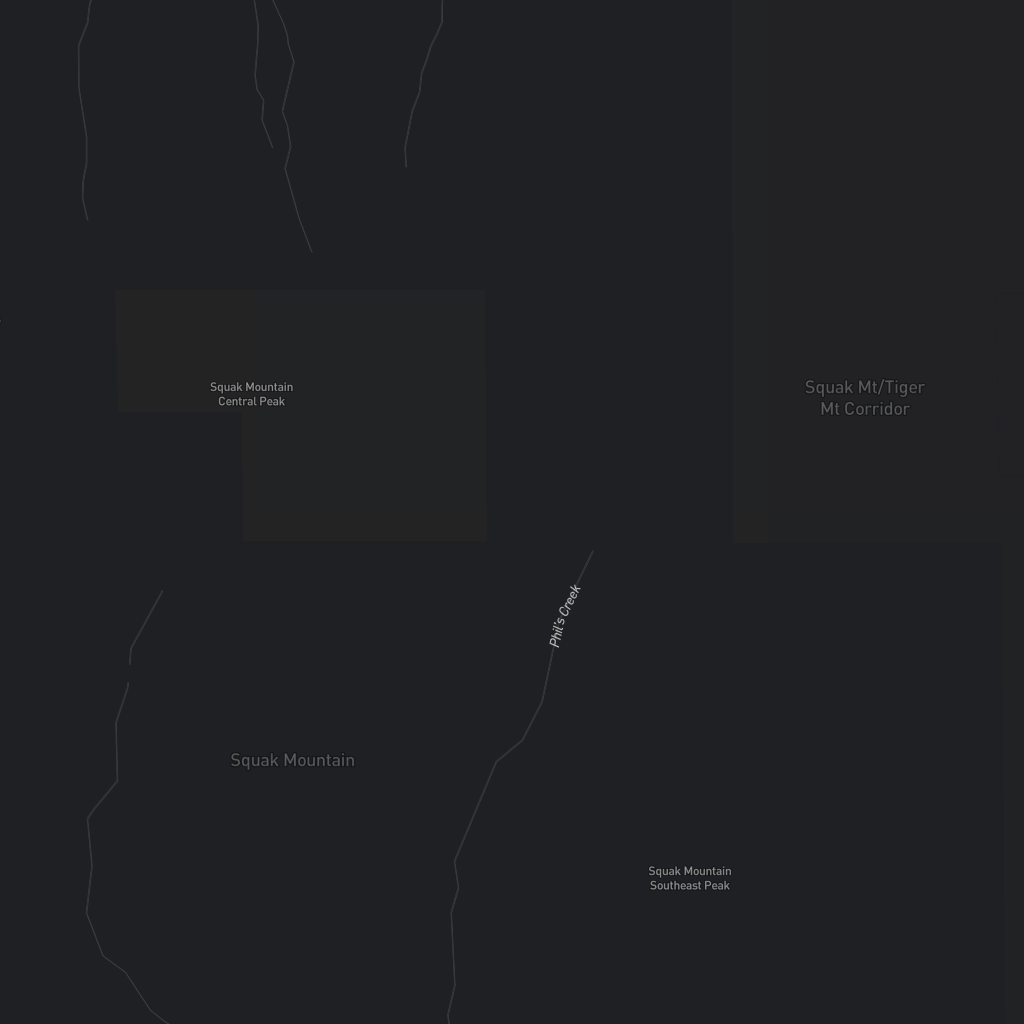 Squak Mountain
Central Peak
Squak Mt/Tiger
Mt Corridor
Phil's Creek
Squak Mountain
Squak Mountain
Southeast Peak